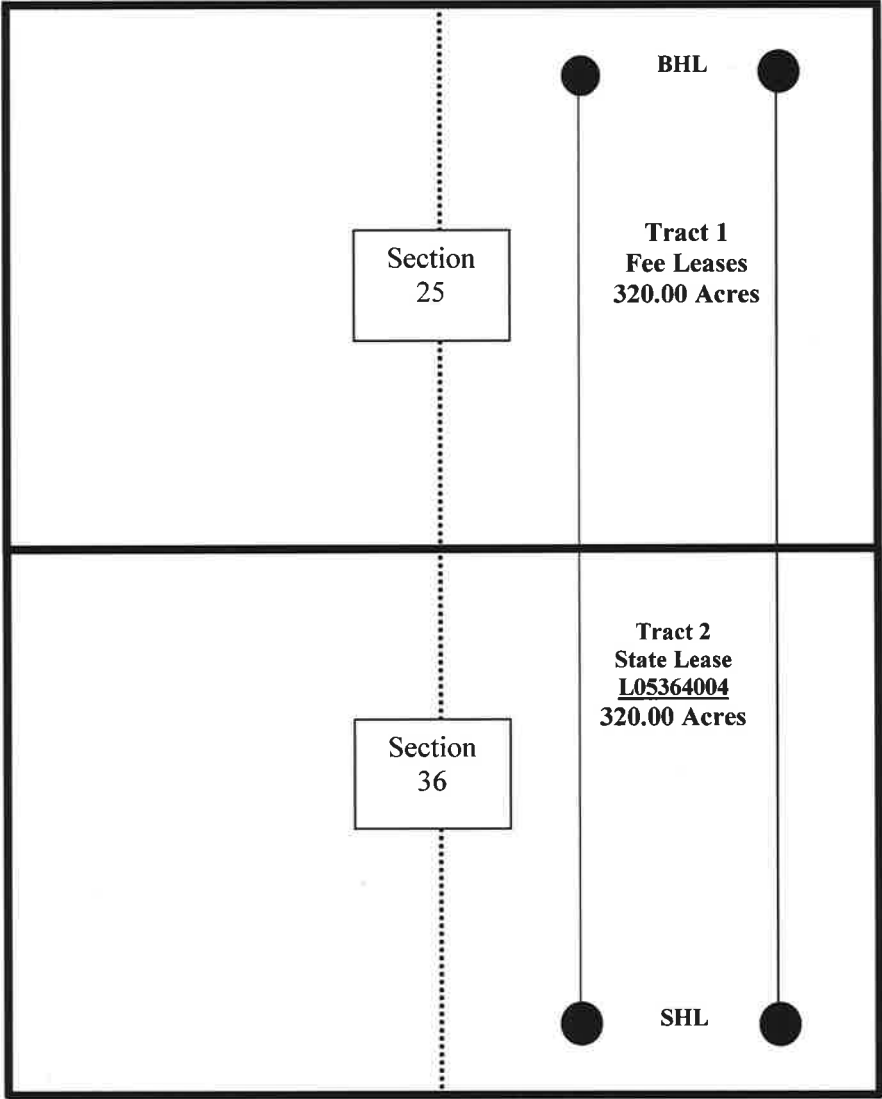 BHL
Tract 1
Fee Leases
320.00 Acres
Section
25
Tract 2
State Lease
L05364004
320.00 Acres
Section
36
SHL